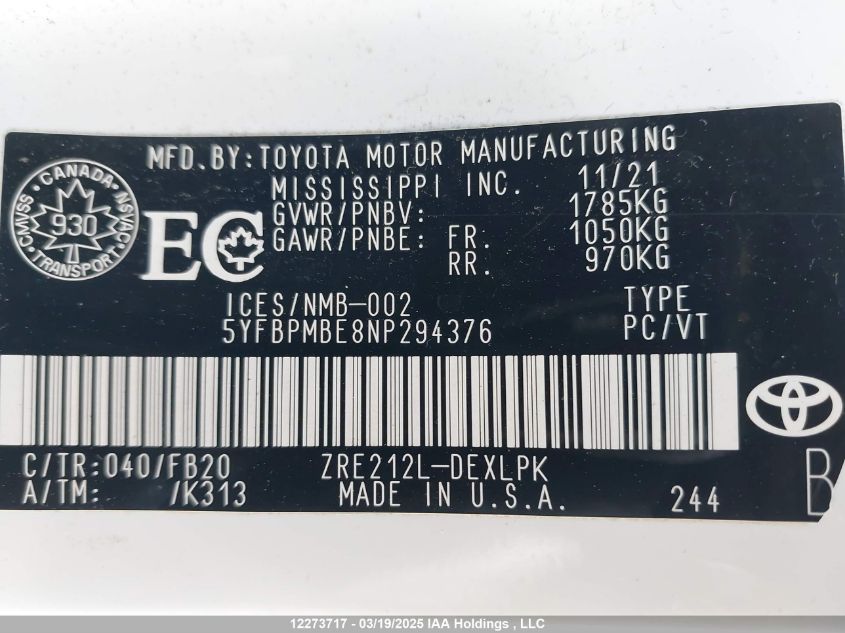 MFD.BY:TOYOTA MOTOR MANUFACTURING
MISSISSIPPI INC. 11/21
GVWR/PNBV: 1785KG
GAWR/PNBE: FR. 1050KG
RR. 970KG
CANADA
CMVSS 930 NSVAC
TRANSPORT
EC
ICES/NMB-002 TYPE
5YFBPMBE8NP294376 PC/VT
C/TR:040/FB20 ZRE212L-DEXLPK
A/TM: /K313 MADE IN U.S.A. 244
B
12273717 - 03/19/2025 IAA Holdings , LLC